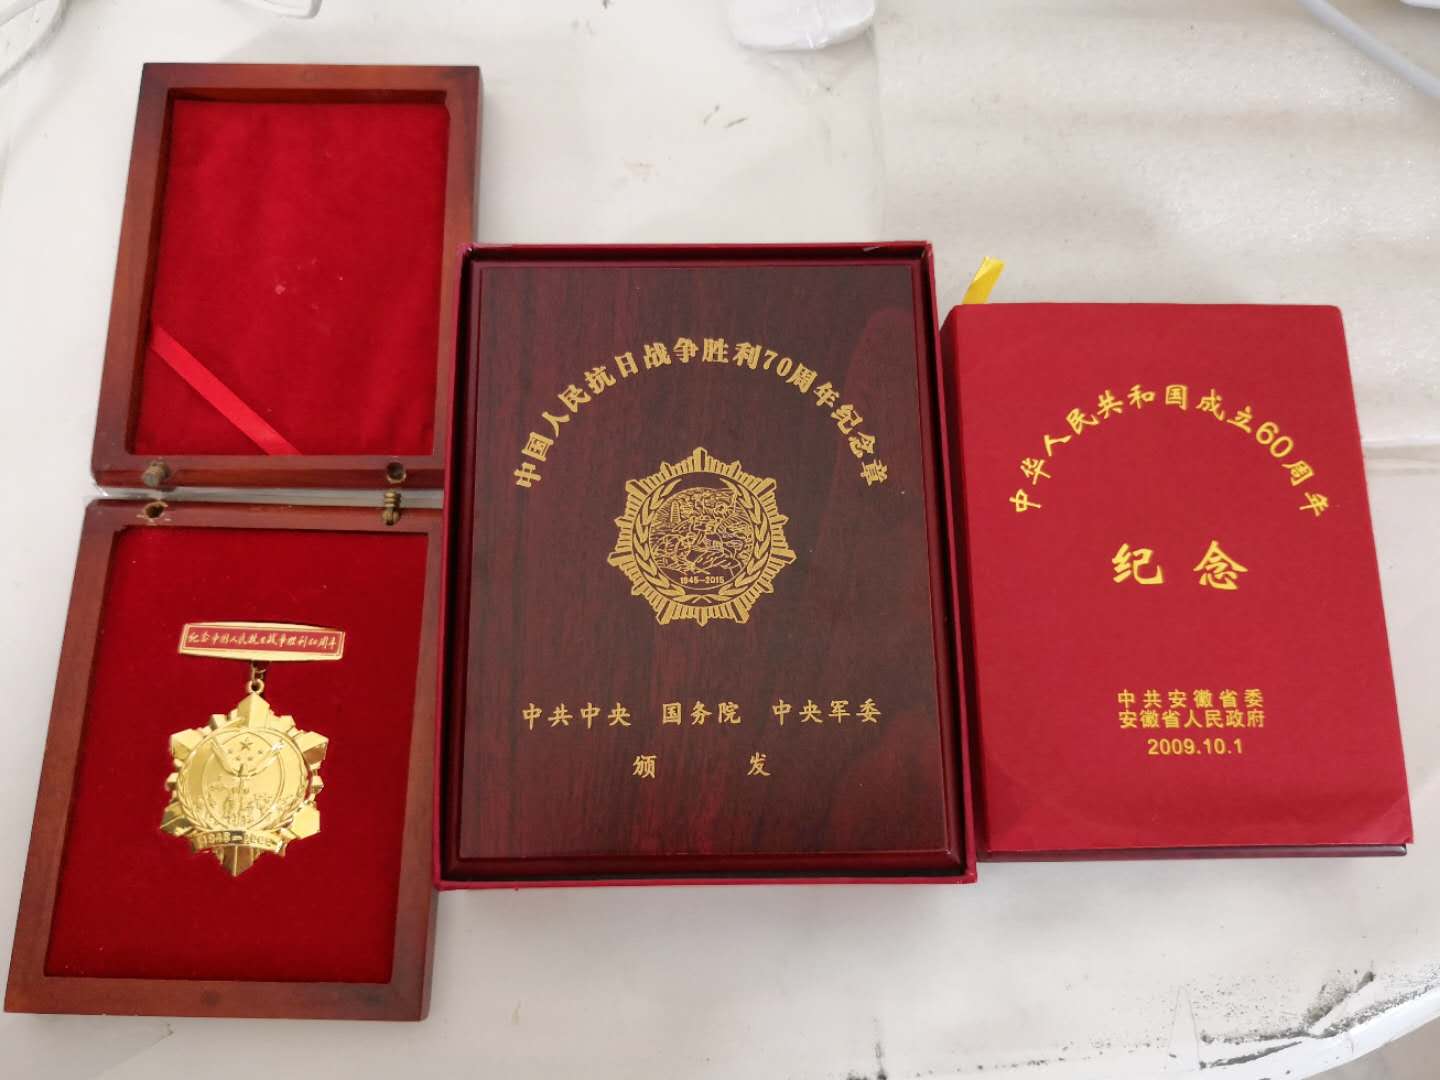 纪念中国人民抗日战争胜利60周年
1945-2005
中国人民抗日战争胜利70周年纪念章
1945-2015
中共中央 国务院 中央军委
颁 发
中华人民共和国成立60周年
纪 念
中共安徽省委
安徽省人民政府
2009.10.1